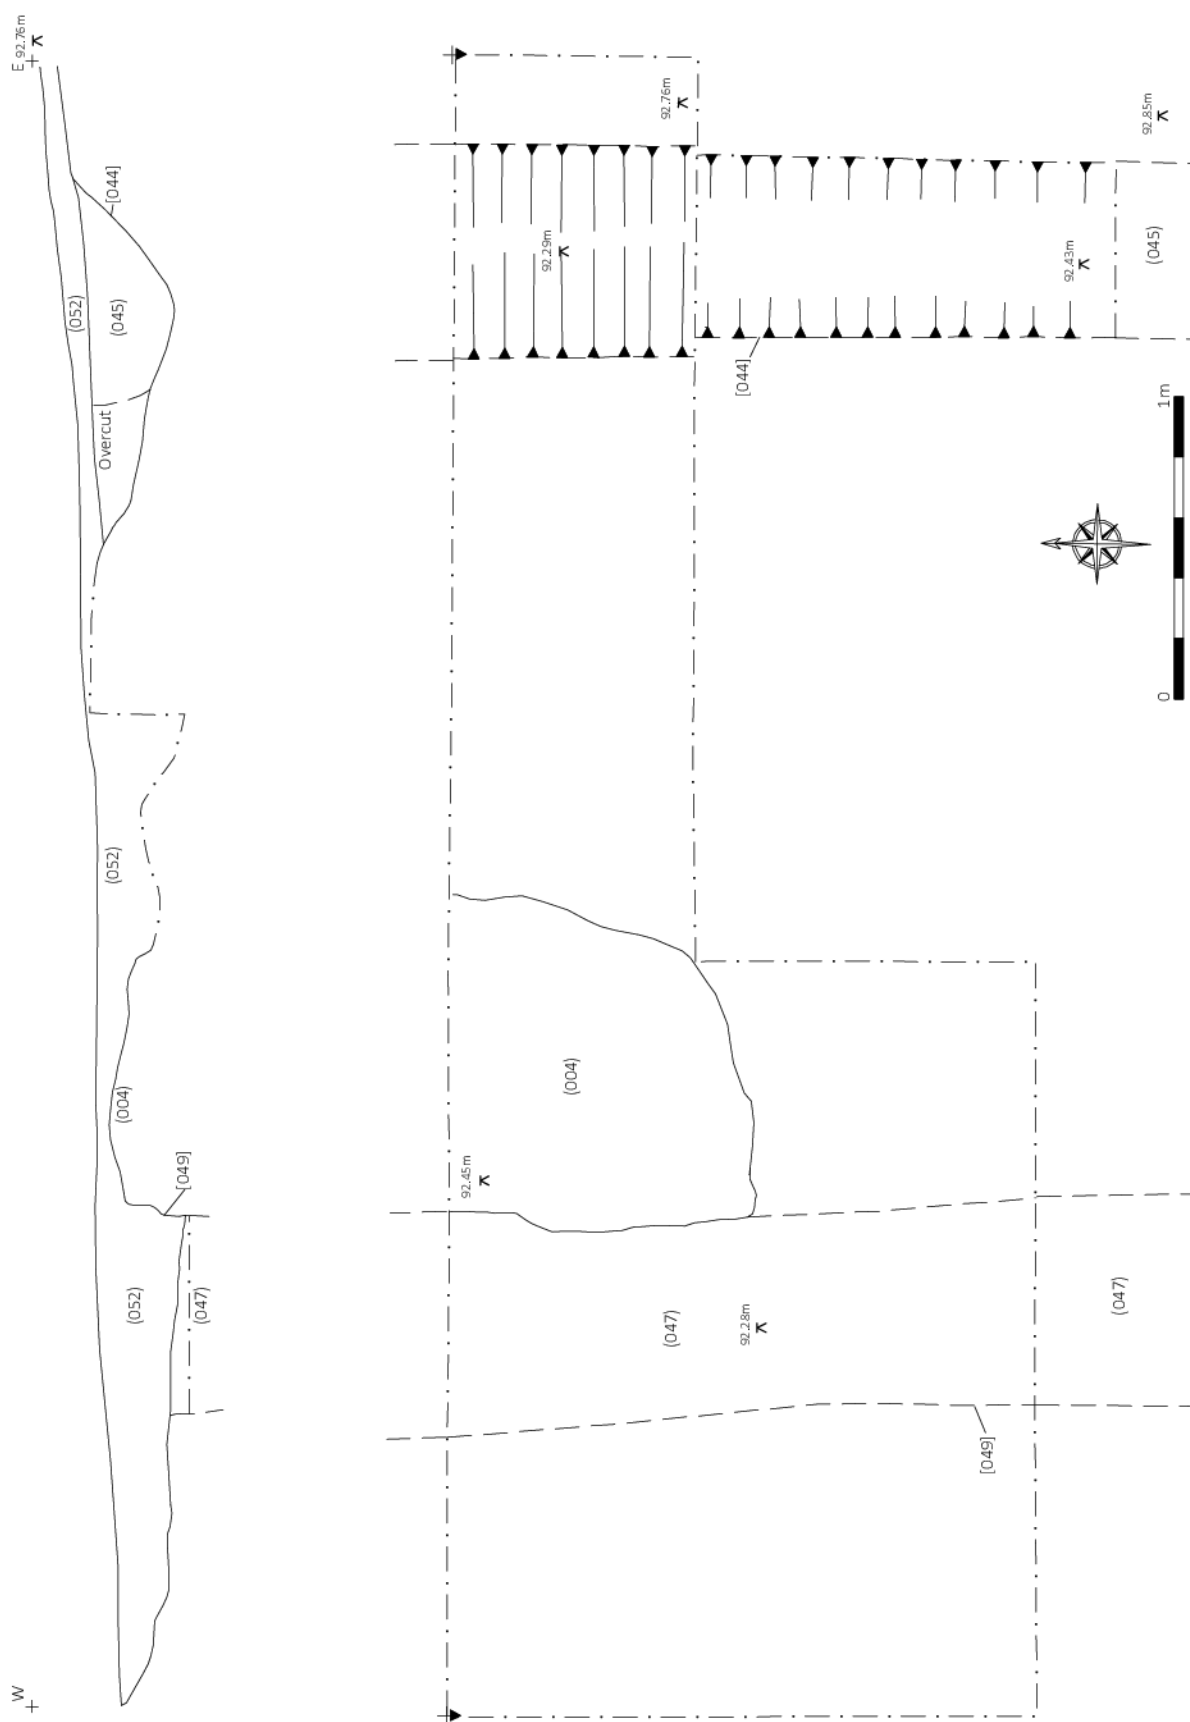 E 92.76m
[044]
(052)
(045)
Overcut
(052)
(004)
[049]
(052)
(047)
W
92.76m
92.85m
92.29m
92.43m
(045)
[044]
1m
0
(004)
92.45m
(047)
92.28m
(047)
[049]